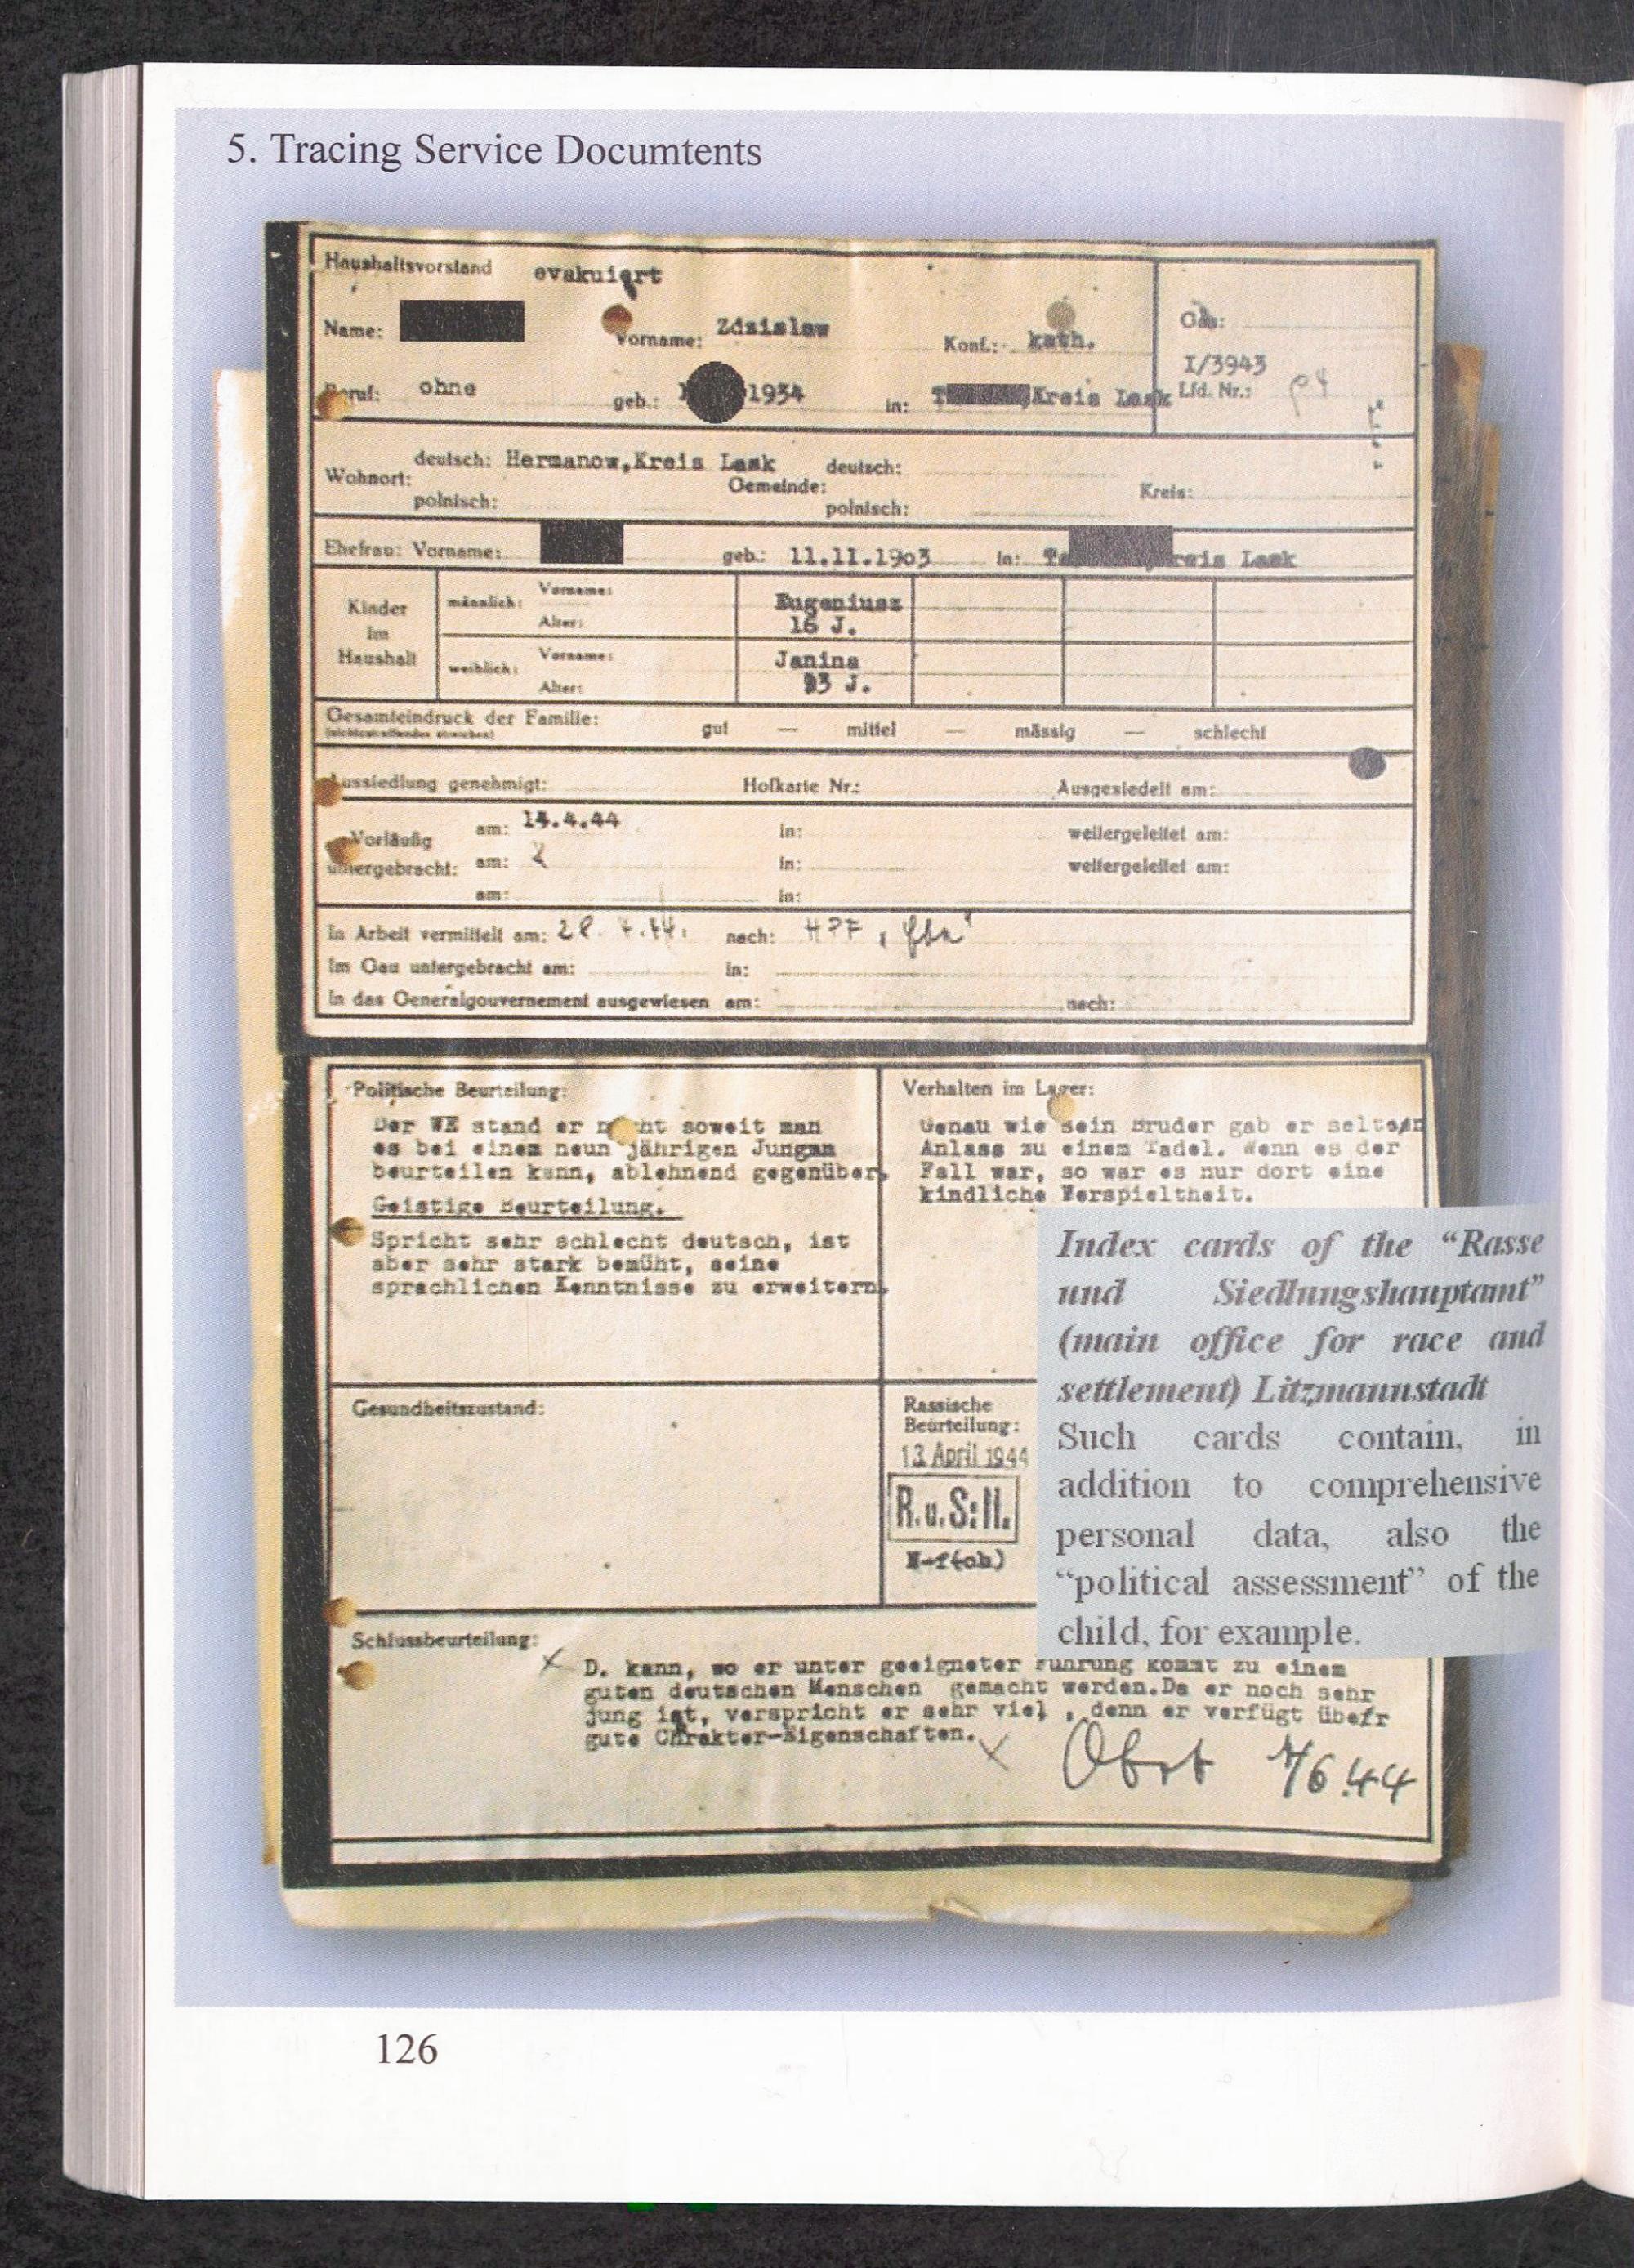 5. Tracing Service Documtents
Haushaltsvorstand evakuiert
Name: Vorname: Zdzislaw Konf.: kath. Gau:
I/3943
Beruf: ohne geb.: 1934 in: T Kreis Lask Lfd. Nr.:
Wohnort: deutsch: Hermanow,Kreis Lask Gemeinde: deutsch: Kreis:
polnisch: polnisch:
Ehefrau: Vorname: geb.: 11.11.1903 in: Kreis Lask
Kinder im Haushalt
männlich: Vorname: Eugeniusz
Alter: 16 J.
weiblich: Vorname: Janina
Alter: 13 J.
Gesamteindruck der Familie: gut — mittel — mässig — schlecht
Aussiedlung genehmigt: Hofkarte Nr.: Ausgesiedelt am:
Vorläufig untergebracht: am: 14.4.44 in: weitergeleitet am:
am: in: weitergeleitet am:
am: in:
In Arbeit vermittelt am: nach:
Im Gau untergebracht am: in:
In das Generalgouvernement ausgewiesen am: nach:
Politische Beurteilung:
Der WE stand er nicht soweit man
es bei einem neun jährigen Jungen
beurteilen kann, ablehnend gegenüber.
Geistige Beurteilung.
Spricht sehr schlecht deutsch, ist
aber sehr stark bemüht, seine
sprachlichen Kenntnisse zu erweitern.
Verhalten im Lager:
Genau wie sein Bruder gab er selten
Anlass zu einem Tadel. Wenn es der
Fall war, so war es nur dort eine
kindliche Verspieltheit.
Gesundheitszustand:
Rassische
Beurteilung:
13. April 1944
R.u.S:II.
Index cards of the “Rasse
und Siedlungshauptamt”
(main office for race and
settlement) Litzmannstadt
Such cards contain, in
addition to comprehensive
personal data, also the
“political assessment” of the
child, for example.
Schlussbeurteilung:
D. kann, wo er unter geeigneter Führung kommt zu einem
guten deutschen Menschen gemacht werden.Da er noch sehr
jung ist, verspricht er sehr viel , denn er verfügt über
gute Chrakter-Eigenschaften.
126